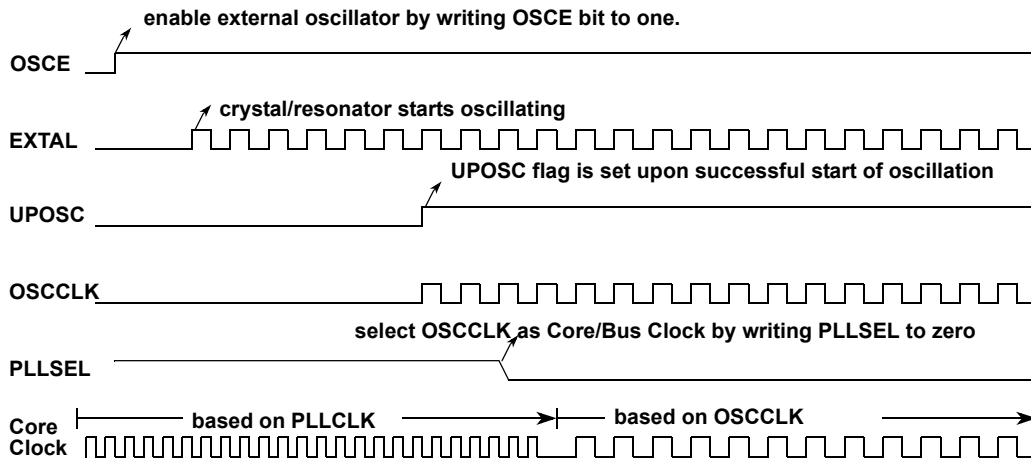 enable external oscillator by writing OSCE bit to one.
OSCE
crystal/resonator starts oscillating
EXTAL
UPOSC flag is set upon successful start of oscillation
UPOSC
OSCCLK
select OSCCLK as Core/Bus Clock by writing PLLSEL to zero
PLLSEL
based on PLLCLK
based on OSCCLK
Core
Clock